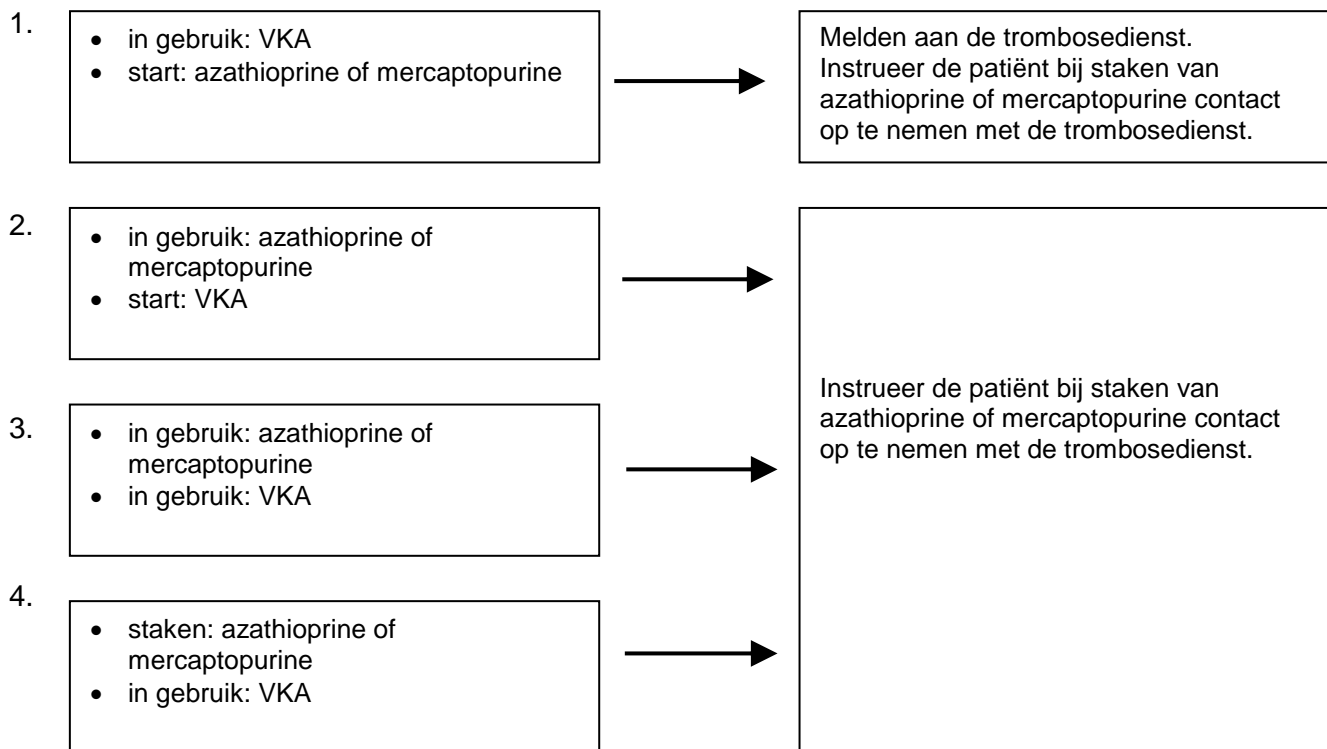 1.
• in gebruik: VKA
• start: azathioprine of mercaptopurine
Melden aan de trombosedienst.
Instrueer de patiënt bij staken van
azathioprine of mercaptopurine contact
op te nemen met de trombosedienst.
2.
• in gebruik: azathioprine of
mercaptopurine
• start: VKA
3.
• in gebruik: azathioprine of
mercaptopurine
• in gebruik: VKA
4.
• staken: azathioprine of
mercaptopurine
• in gebruik: VKA
Instrueer de patiënt bij staken van
azathioprine of mercaptopurine contact
op te nemen met de trombosedienst.